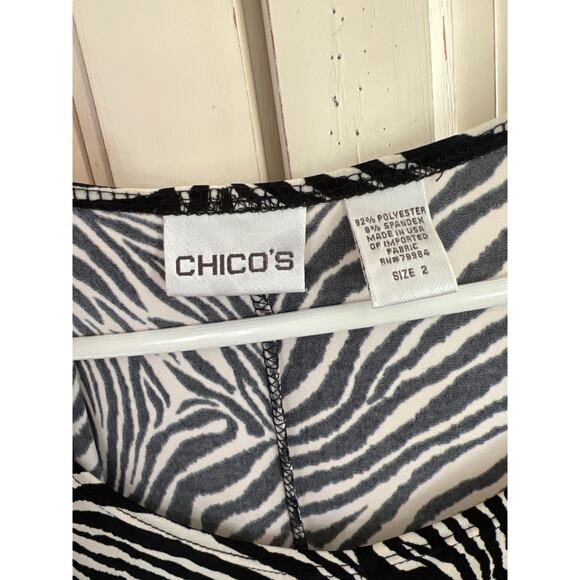 CHICO'S
92% POLYESTER
8% SPANDEX
MADE IN USA
OF IMPORTED
FABRIC
RN#79984
SIZE 2